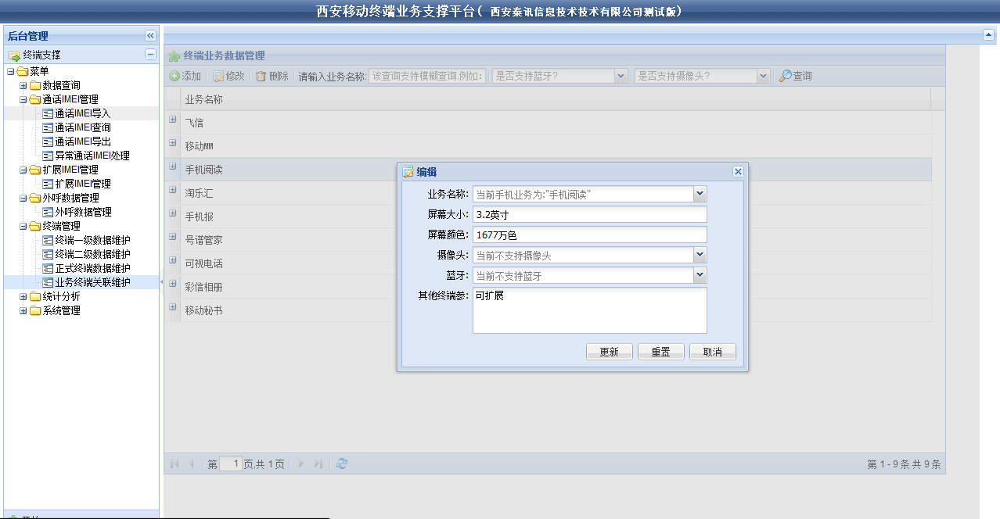 西安移动终端业务支撑平台( 西安泰讯信息技术技术有限公司测试版)
后台管理
终端支撑
菜单
数据查询
通话IMEI管理
通话IMEI导入
通话IMEI查询
通话IMEI导出
异常通话IMEI处理
扩展IMEI管理
扩展IMEI管理
外呼数据管理
外呼数据管理
终端管理
终端一级数据维护
终端二级数据维护
正式终端数据维护
业务终端关联维护
统计分析
系统管理
终端业务数据管理
添加 修改 删除 请输入业务名称: 该查询支持模糊查询.例如: 是否支持蓝牙? 是否支持摄像头? 查询
业务名称
飞信
移动MM
手机阅读
淘乐汇
手机报
号谱管家
可视电话
彩信相册
移动秘书
编辑
业务名称: 当前手机业务为:"手机阅读"
屏幕大小: 3.2英寸
屏幕颜色: 1677万色
摄像头: 当前不支持摄像头
蓝牙: 当前不支持蓝牙
其他终端参: 可扩展
更新 重置 取消
第 1 页,共 1 页
第 1 - 9 条 共 9 条